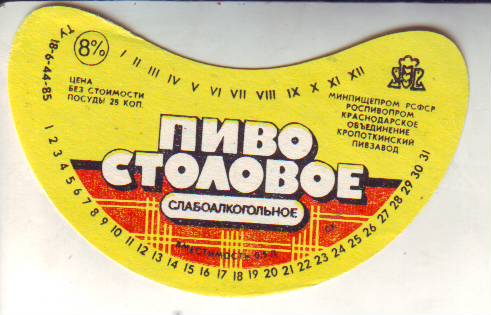 ТУ 18-6-44-85
8%
I II III IV V VI VII VIII IX X XI XII
ЦЕНА
БЕЗ СТОИМОСТИ
ПОСУДЫ 25 КОП.
МИНПИЩЕПРОМ РСФСР
РОСПИВОПРОМ
КРАСНОДАРСКОЕ
ОБЪЕДИНЕНИЕ
КРОПОТКИНСКИЙ
ПИВЗАВОД
ПИВО
СТОЛОВОЕ
СЛАБОАЛКОГОЛЬНОЕ
ВМЕСТИМОСТЬ 0,5 Л.
1 2 3 4 5 6 7 8 9 10 11 12 13 14 15 16 17 18 19 20 21 22 23 24 25 26 27 28 29 30 31